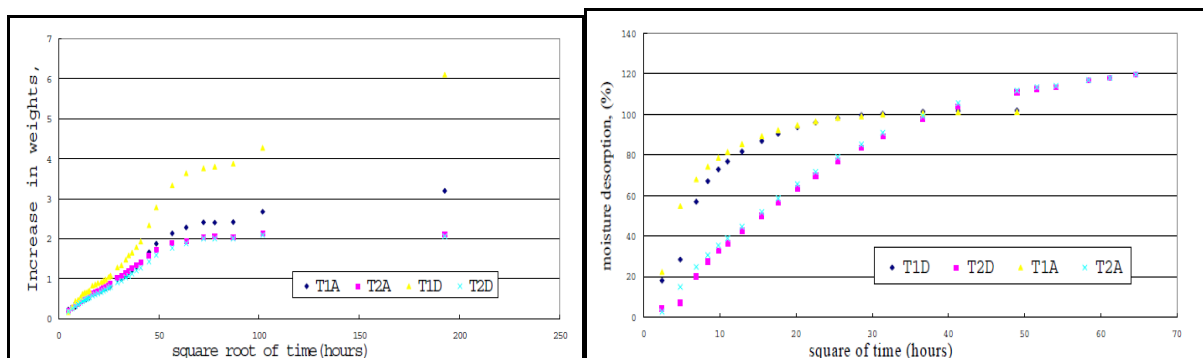 Increase in weights,
7
6
5
4
3
2
1
0
0 50 100 150 200 250
T1A T2A T1D T2D
square root of time(hours)
moisture desorption, (%)
140
120
100
80
60
40
20
0
0 10 20 30 40 50 60 70
T1D T2D T1A T2A
square of time (hours)